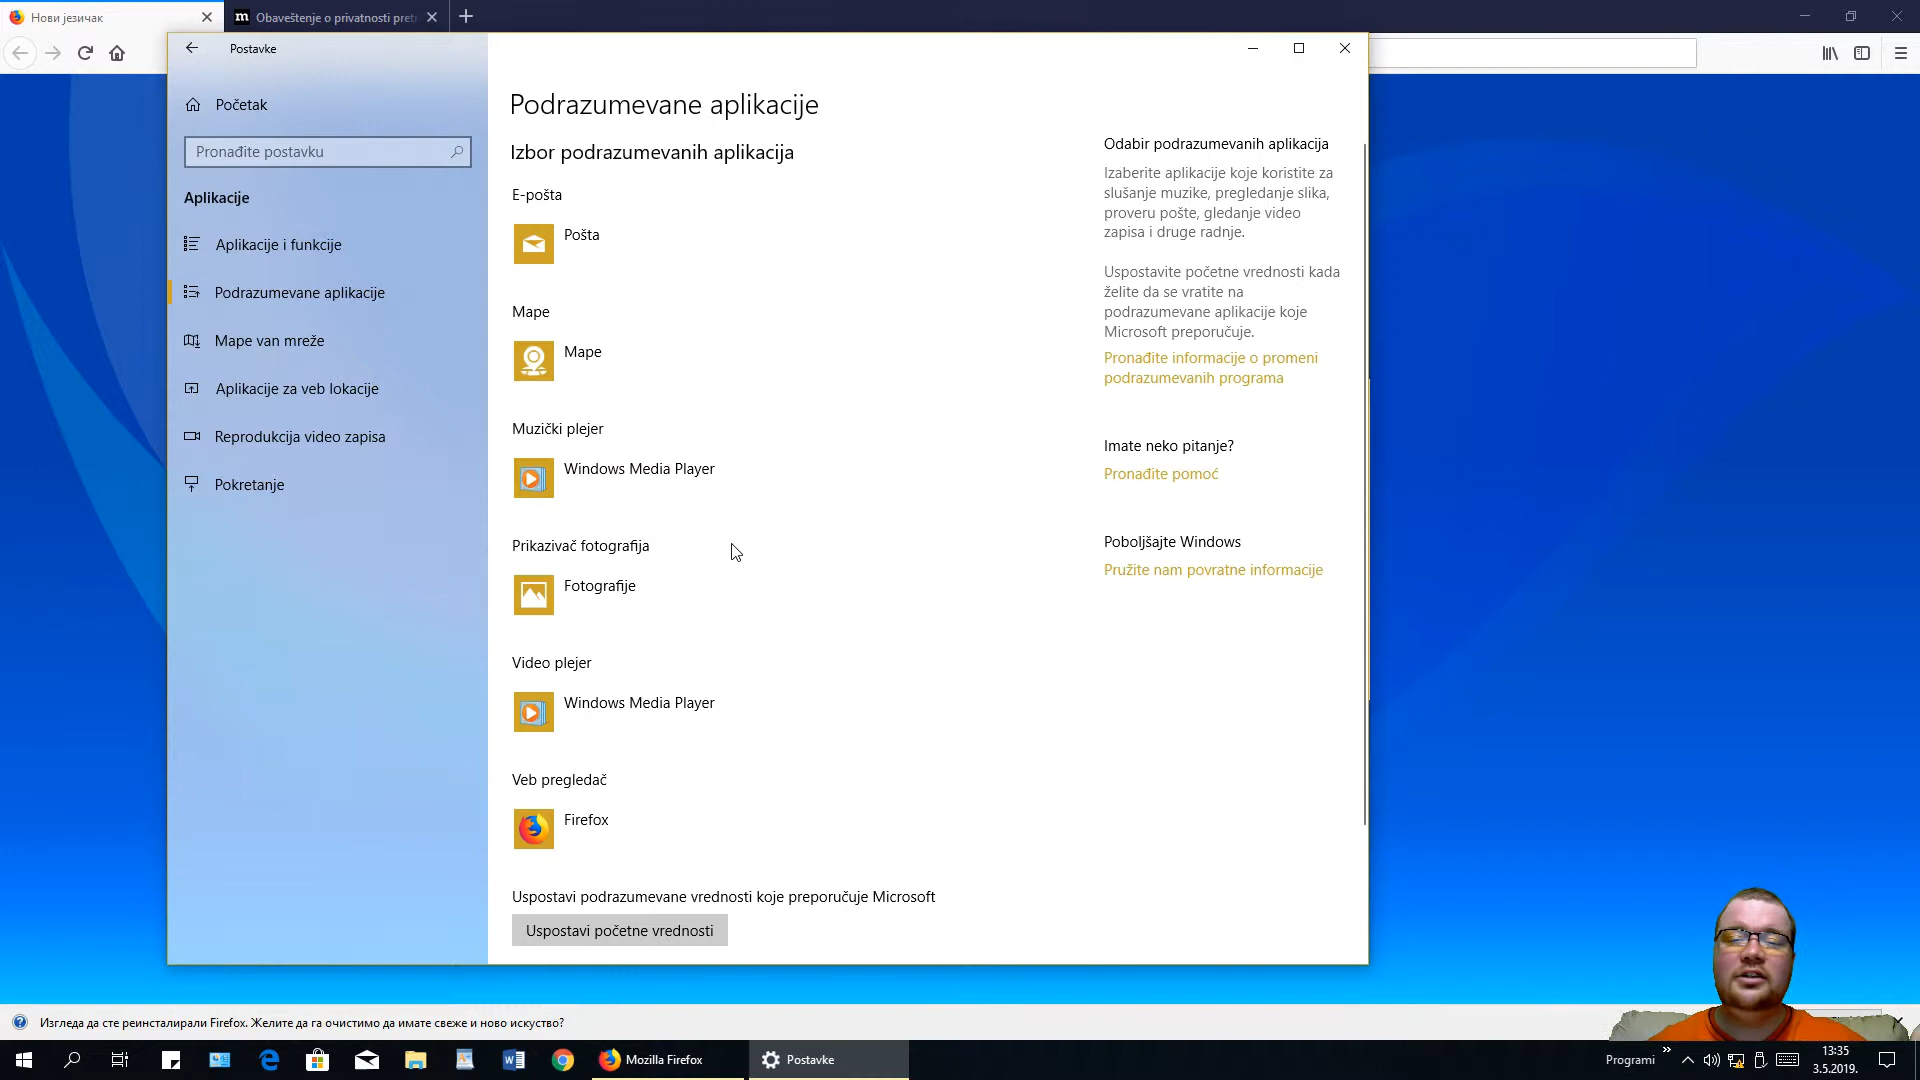 Нови језичак
Obaveštenje o privatnosti pret
Postavke
Početak
Pronađite postavku
Aplikacije
Aplikacije i funkcije
Podrazumevane aplikacije
Mape van mreže
Aplikacije za veb lokacije
Reprodukcija video zapisa
Pokretanje
Podrazumevane aplikacije
Izbor podrazumevanih aplikacija
E-pošta
Pošta
Mape
Mape
Muzički plejer
Windows Media Player
Prikazivač fotografija
Fotografije
Video plejer
Windows Media Player
Veb pregledač
Firefox
Uspostavi podrazumevane vrednosti koje preporučuje Microsoft
Uspostavi početne vrednosti
Odabir podrazumevanih aplikacija
Izaberite aplikacije koje koristite za
slušanje muzike, pregledanje slika,
proveru pošte, gledanje video
zapisa i druge radnje.
Uspostavite početne vrednosti kada
želite da se vratite na
podrazumevane aplikacije koje
Microsoft preporučuje.
Pronađite informacije o promeni
podrazumevanih programa
Imate neko pitanje?
Pronađite pomoć
Poboljšajte Windows
Pružite nam povratne informacije
Изгледа да сте реинсталирали Firefox. Желите да га очистимо да имате свеже и ново искуство?
Mozilla Firefox
Postavke
Programi
13:35
3.5.2019.